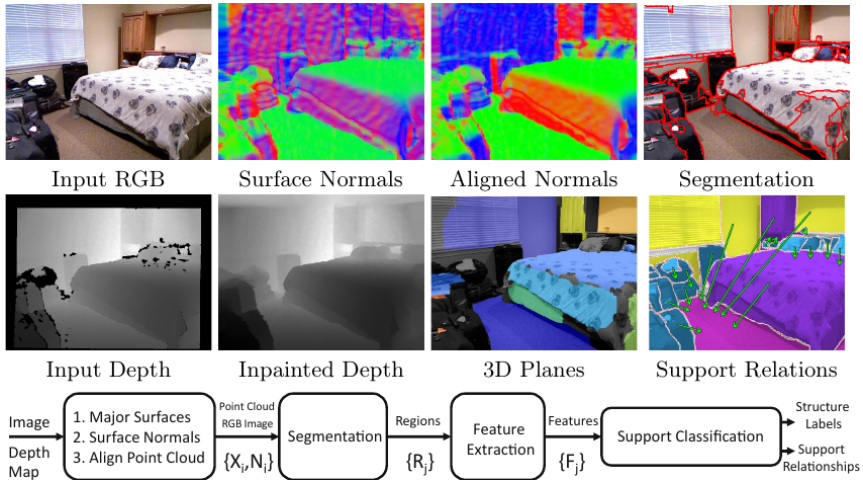 Input RGB
Surface Normals
Aligned Normals
Segmentation
Input Depth
Inpainted Depth
3D Planes
Support Relations
Image
Depth
Map
1. Major Surfaces
2. Surface Normals
3. Align Point Cloud
Point Cloud
RGB Image
{Xᵢ,Nᵢ}
Segmentation
Regions
{Rⱼ}
Feature
Extraction
Features
{Fⱼ}
Support Classification
Structure
Labels
Support
Relationships